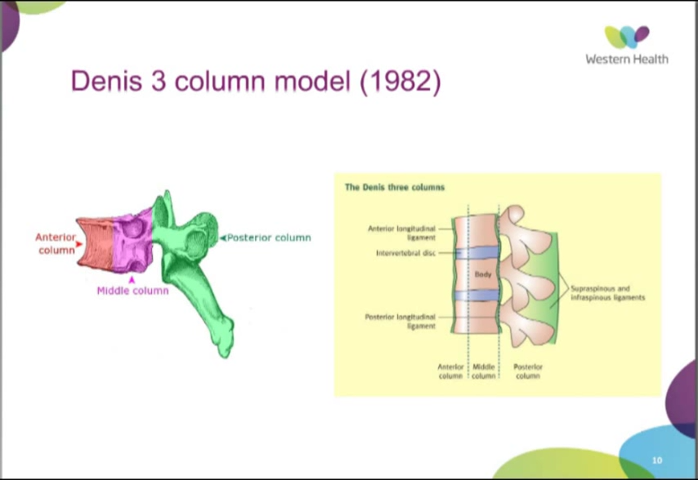 Western Health
Denis 3 column model (1982)
Anterior
column
Posterior column
Middle column
The Denis three columns
Anterior longitudinal
ligament
Intervertebral disc
Body
Posterior longitudinal
ligament
Supraspinous and
infraspinous ligaments
Anterior
column
Middle
column
Posterior
column
10